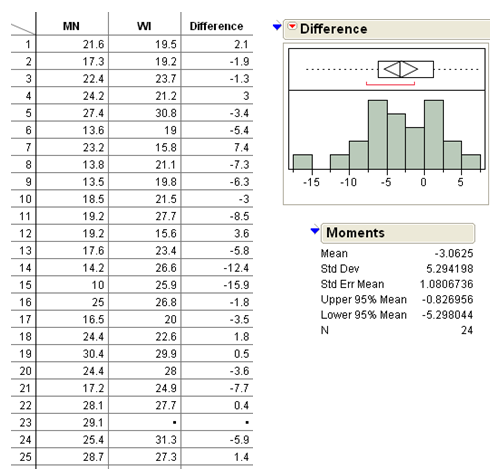 MN WI Difference
1 21.6 19.5 2.1
2 17.3 19.2 -1.9
3 22.4 23.7 -1.3
4 24.2 21.2 3
5 27.4 30.8 -3.4
6 13.6 19 -5.4
7 23.2 15.8 7.4
8 13.8 21.1 -7.3
9 13.5 19.8 -6.3
10 18.5 21.5 -3
11 19.2 27.7 -8.5
12 19.2 15.6 3.6
13 17.6 23.4 -5.8
14 14.2 26.6 -12.4
15 10 25.9 -15.9
16 25 26.8 -1.8
17 16.5 20 -3.5
18 24.4 22.6 1.8
19 30.4 29.9 0.5
20 24.4 28 -3.6
21 17.2 24.9 -7.7
22 28.1 27.7 0.4
23 29.1 . .
24 25.4 31.3 -5.9
25 28.7 27.3 1.4
Difference
-15 -10 -5 0 5
Moments
Mean -3.0625
Std Dev 5.294198
Std Err Mean 1.0806736
Upper 95% Mean -0.826956
Lower 95% Mean -5.298044
N 24